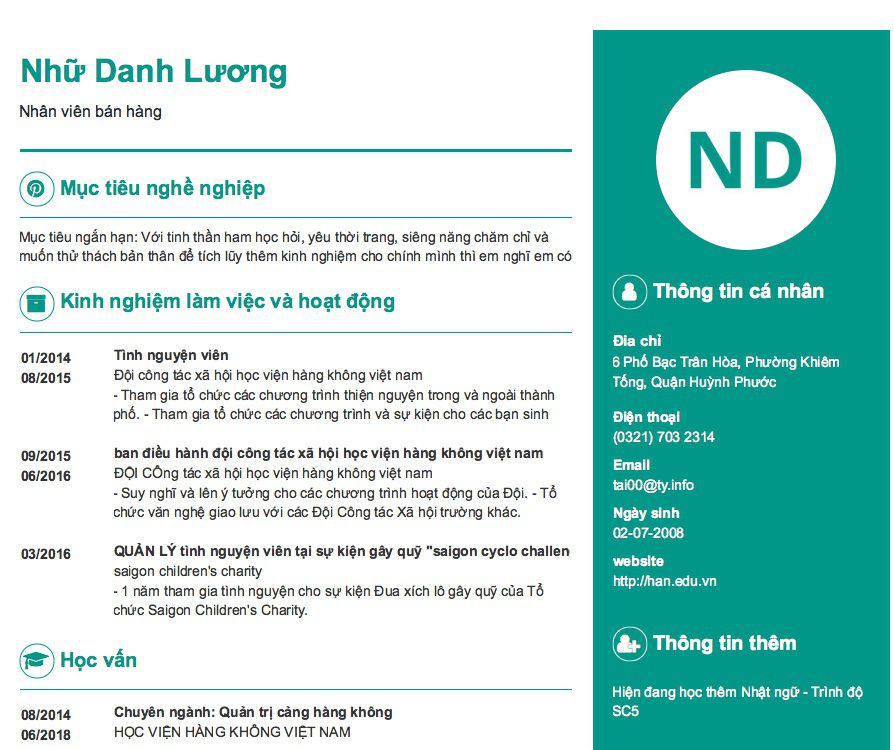 Nhữ Danh Lương
Nhân viên bán hàng
Mục tiêu nghề nghiệp
Mục tiêu ngắn hạn: Với tinh thần ham học hỏi, yêu thời trang, siêng năng chăm chỉ và
muốn thử thách bản thân để tích lũy thêm kinh nghiệm cho chính mình thì em nghĩ em có
Kinh nghiệm làm việc và hoạt động
01/2014
08/2015
Tình nguyện viên
Đội công tác xã hội học viện hàng không việt nam
- Tham gia tổ chức các chương trình thiện nguyện trong và ngoài thành
phố. - Tham gia tổ chức các chương trình và sự kiện cho các bạn sinh
09/2015
06/2016
ban điều hành đội công tác xã hội học viện hàng không việt nam
ĐỘI CÔng tác xã hội học viện hàng không việt nam
- Suy nghĩ và lên ý tưởng cho các chương trình hoạt động của Đội. - Tổ
chức văn nghệ giao lưu với các Đội Công tác Xã hội trường khác.
03/2016
QUẢN LÝ tình nguyện viên tại sự kiện gây quỹ "saigon cyclo challen
saigon children's charity
- 1 năm tham gia tình nguyện cho sự kiện Đua xích lô gây quỹ của Tổ
chức Saigon Children's Charity.
Học vấn
08/2014
06/2018
Chuyên ngành: Quản trị cảng hàng không
HỌC VIỆN HÀNG KHÔNG VIỆT NAM
ND
Thông tin cá nhân
Địa chỉ
6 Phố Bạc Trân Hòa, Phường Khiêm
Tống, Quận Huỳnh Phước
Điện thoại
(0321) 703 2314
Email
tai00@ty.info
Ngày sinh
02-07-2008
website
http://han.edu.vn
Thông tin thêm
Hiện đang học thêm Nhật ngữ - Trình độ
SC5